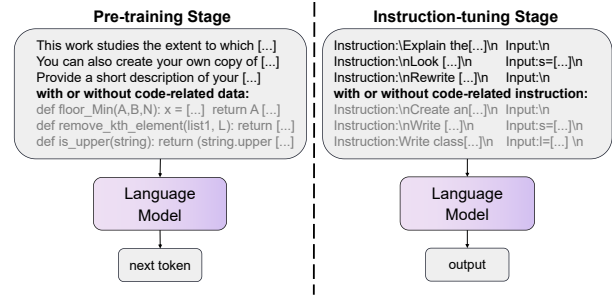 Pre-training Stage
This work studies the extent to which [...]
You can also create your own copy of [...]
Provide a short description of your [...]
with or without code-related data:
def floor_Min(A,B,N): x = [...]  return A [...]
def remove_kth_element(list1, L): return [...]
def is_upper(string): return (string.upper [...]
Language
Model
next token
Instruction-tuning Stage
Instruction:\Explain the[...]\n  Input:\n
Instruction:\nLook [...]\n  Input:s=[...]\n
Instruction:\nRewrite [...]\n  Input:\n
with or without code-related instruction:
Instruction:\nCreate an[...]\n  Input:\n
Instruction:\nWrite [...]\n  Input:s=[...]\n
Instruction:Write class[...]\n  Input:l=[...] \n
Language
Model
output